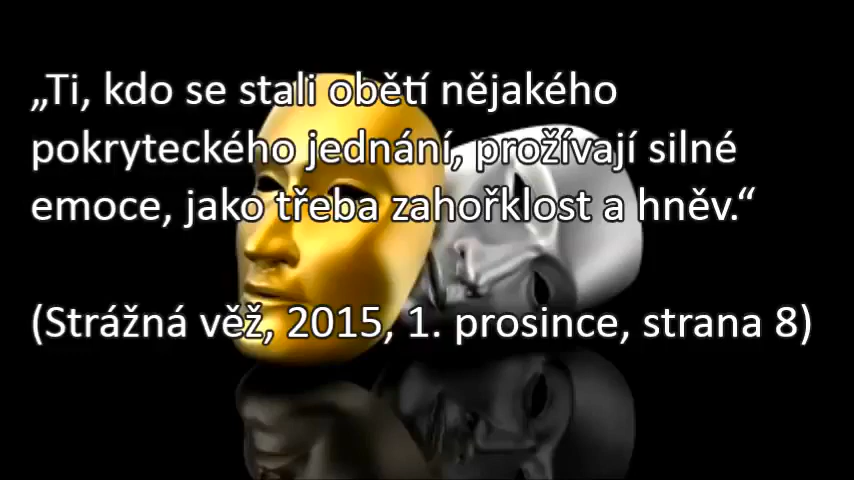 „Ti, kdo se stali obětí nějakého
pokryteckého jednání, prožívají silné
emoce, jako třeba zahořklost a hněv.“
(Strážná věž, 2015, 1. prosince, strana 8)